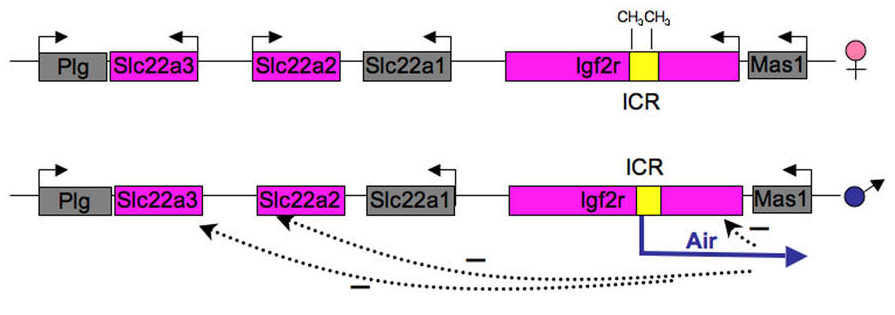 CH3CH3
Plg Slc22a3 Slc22a2 Slc22a1 Igf2r Mas1
ICR
ICR
Plg Slc22a3 Slc22a2 Slc22a1 Igf2r Mas1
Air